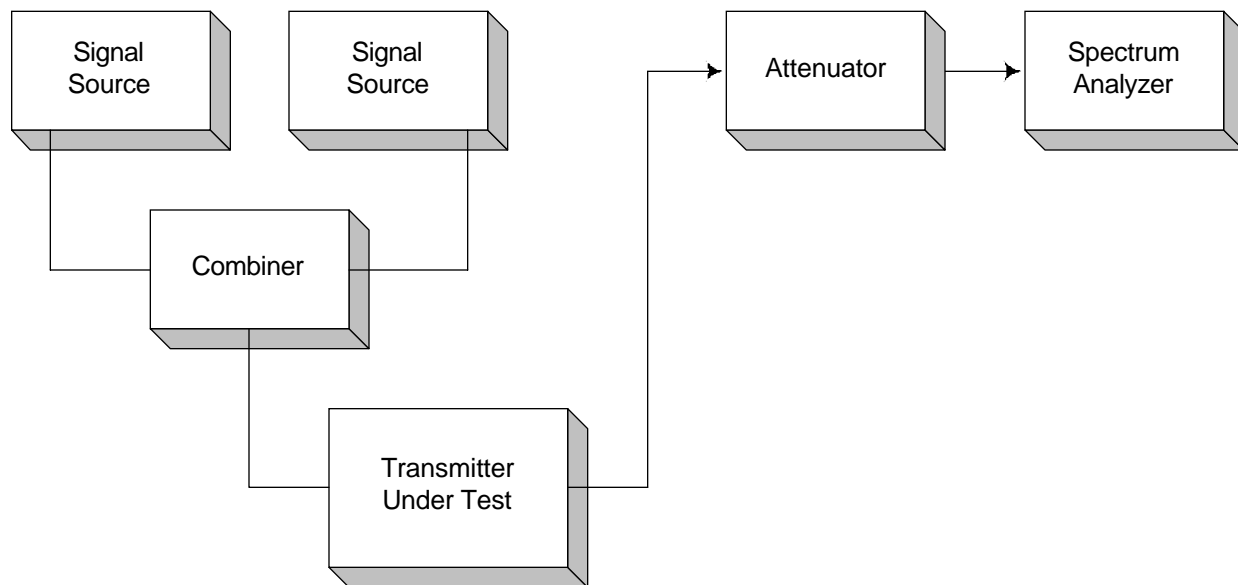 Signal
Source
Signal
Source
Attenuator
Spectrum
Analyzer
Combiner
Transmitter
Under Test